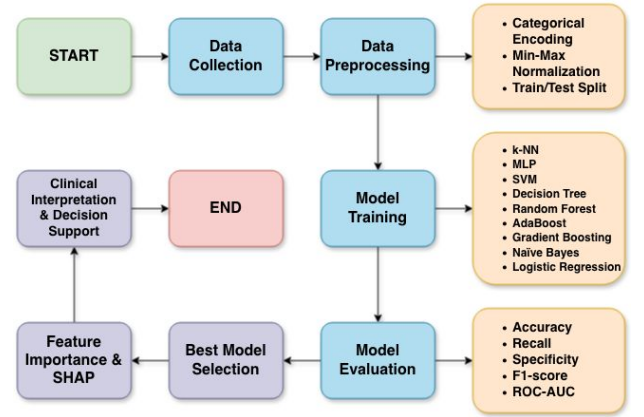 START
Data
Collection
Data
Preprocessing
• Categorical
Encoding
• Min-Max
Normalization
• Train/Test Split
Clinical
Interpretation
& Decision
Support
END
Model
Training
• k-NN
• MLP
• SVM
• Decision Tree
• Random Forest
• AdaBoost
• Gradient Boosting
• Naïve Bayes
• Logistic Regression
Feature
Importance &
SHAP
Best Model
Selection
Model
Evaluation
• Accuracy
• Recall
• Specificity
• F1-score
• ROC-AUC